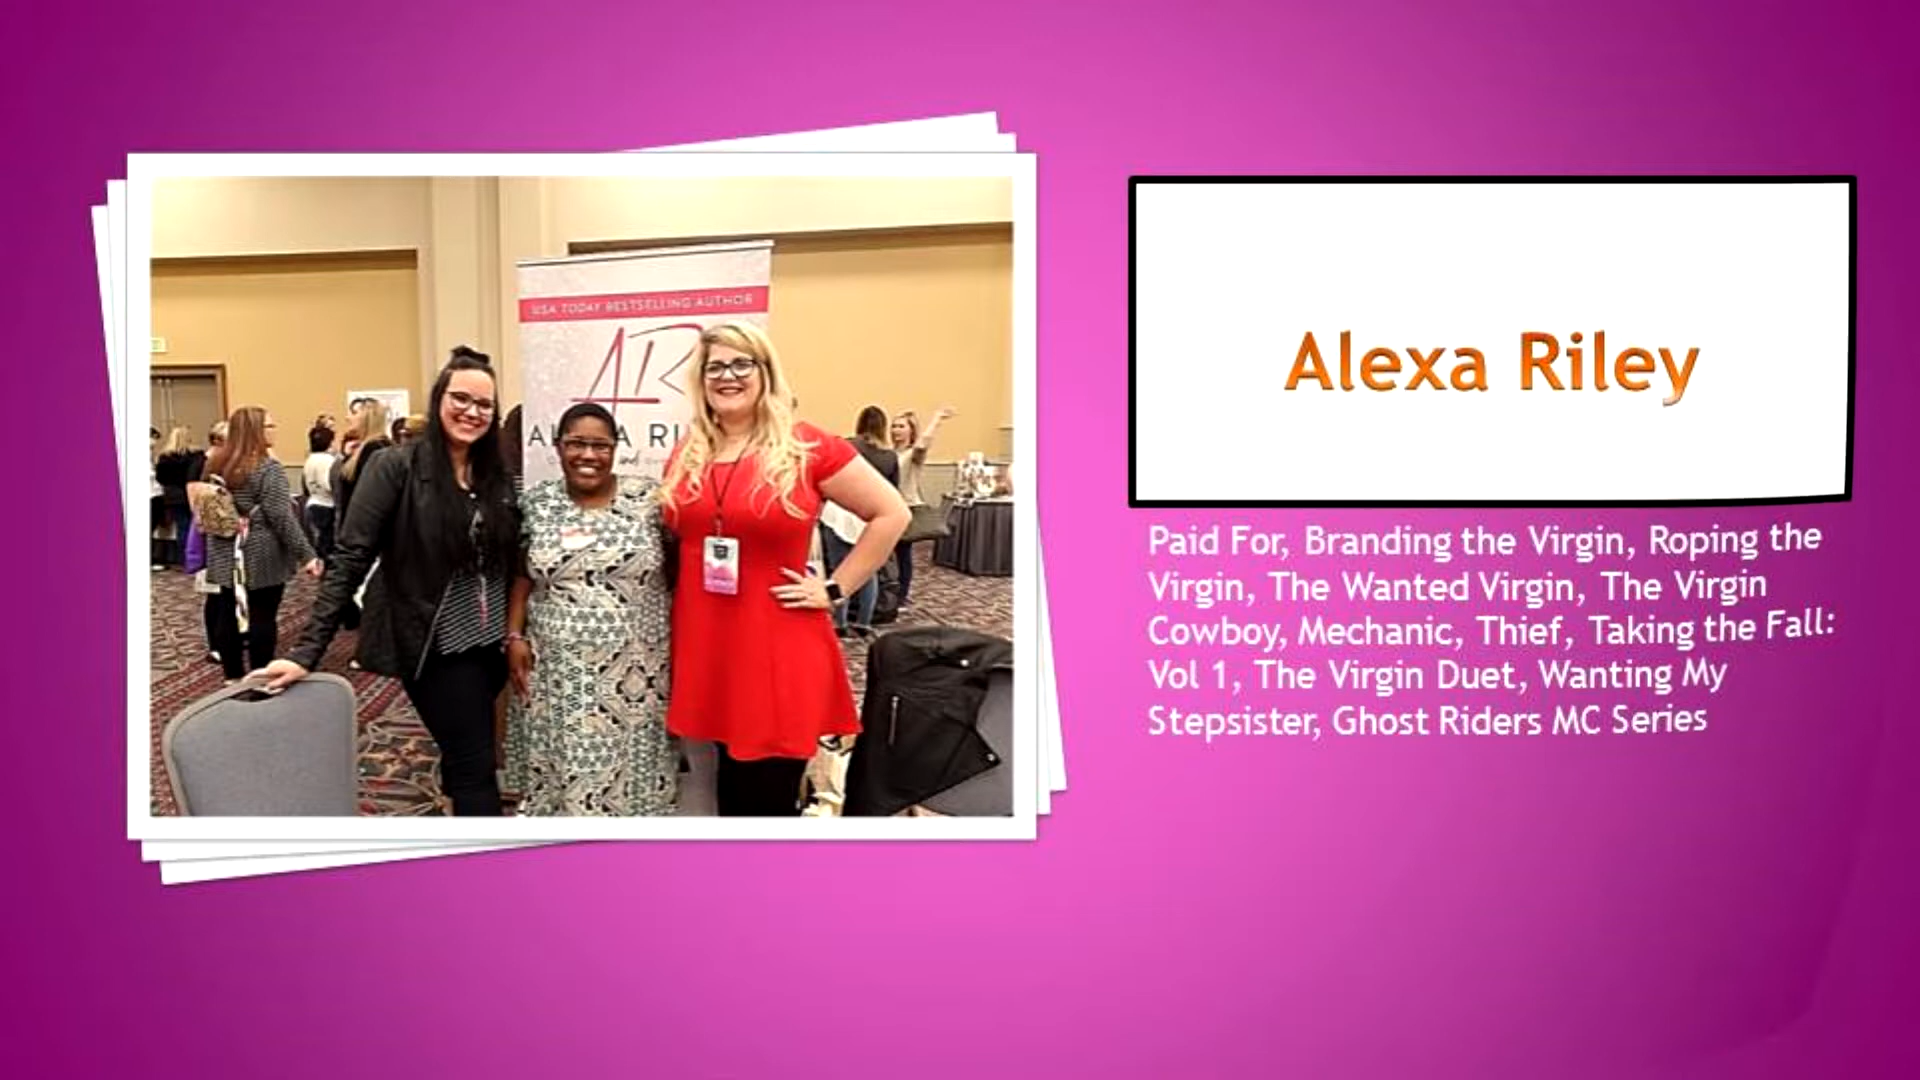 USA TODAY BESTSELLING AUTHOR
AR
and
Alexa Riley
Paid For, Branding the Virgin, Roping the
Virgin, The Wanted Virgin, The Virgin
Cowboy, Mechanic, Thief, Taking the Fall:
Vol 1, The Virgin Duet, Wanting My
Stepsister, Ghost Riders MC Series